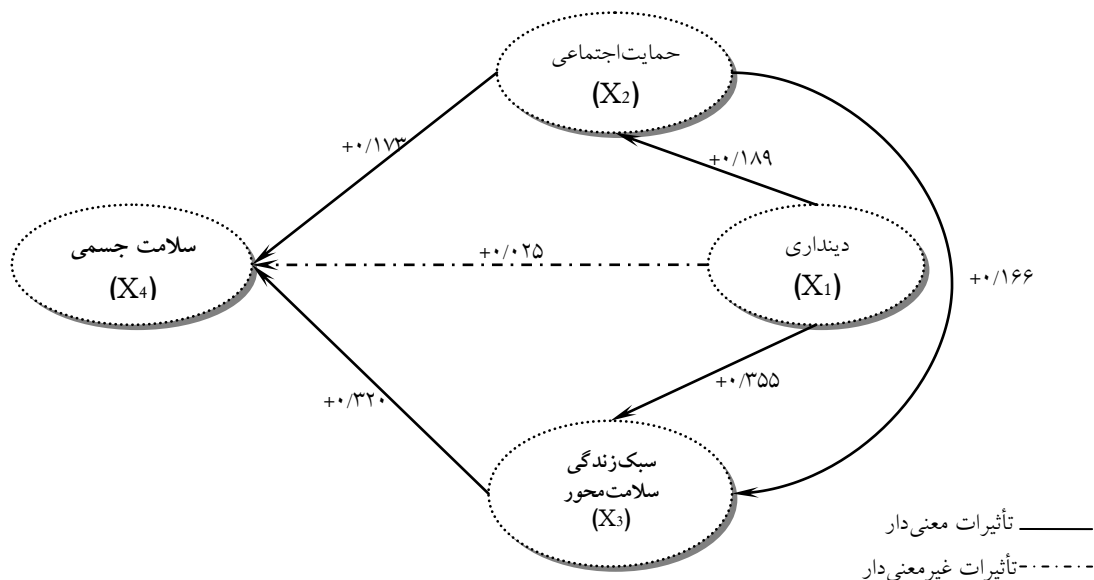 حمایت‌اجتماعی
(X2)
+۰/۱۷۳
+۰/۱۸۹
سلامت جسمی
(X4)
+۰/۰۲۵
دینداری
(X1)
+۰/۱۶۶
+۰/۳۵۵
+۰/۳۲۰
سبک‌زندگی
سلامت‌محور
(X3)
تأثیرات معنی‌دار
تأثیرات غیرمعنی‌دار